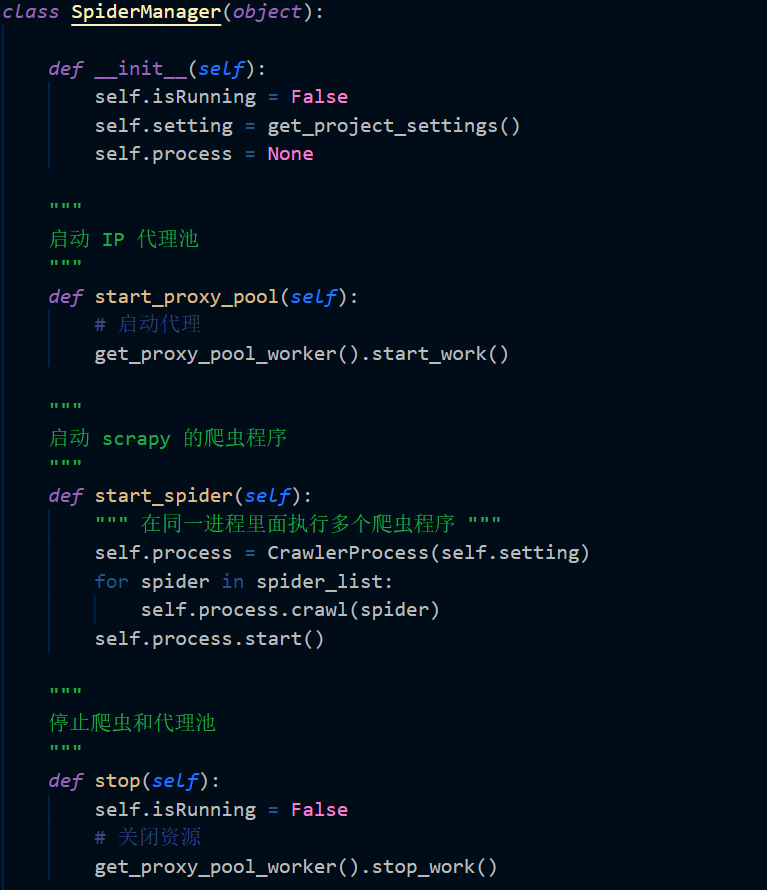 class SpiderManager(object):
def __init__(self):
self.isRunning = False
self.setting = get_project_settings()
self.process = None
"""
启动 IP 代理池
"""
def start_proxy_pool(self):
# 启动代理
get_proxy_pool_worker().start_work()
"""
启动 scrapy 的爬虫程序
"""
def start_spider(self):
""" 在同一进程里面执行多个爬虫程序 """
self.process = CrawlerProcess(self.setting)
for spider in spider_list:
self.process.crawl(spider)
self.process.start()
"""
停止爬虫和代理池
"""
def stop(self):
self.isRunning = False
# 关闭资源
get_proxy_pool_worker().stop_work()